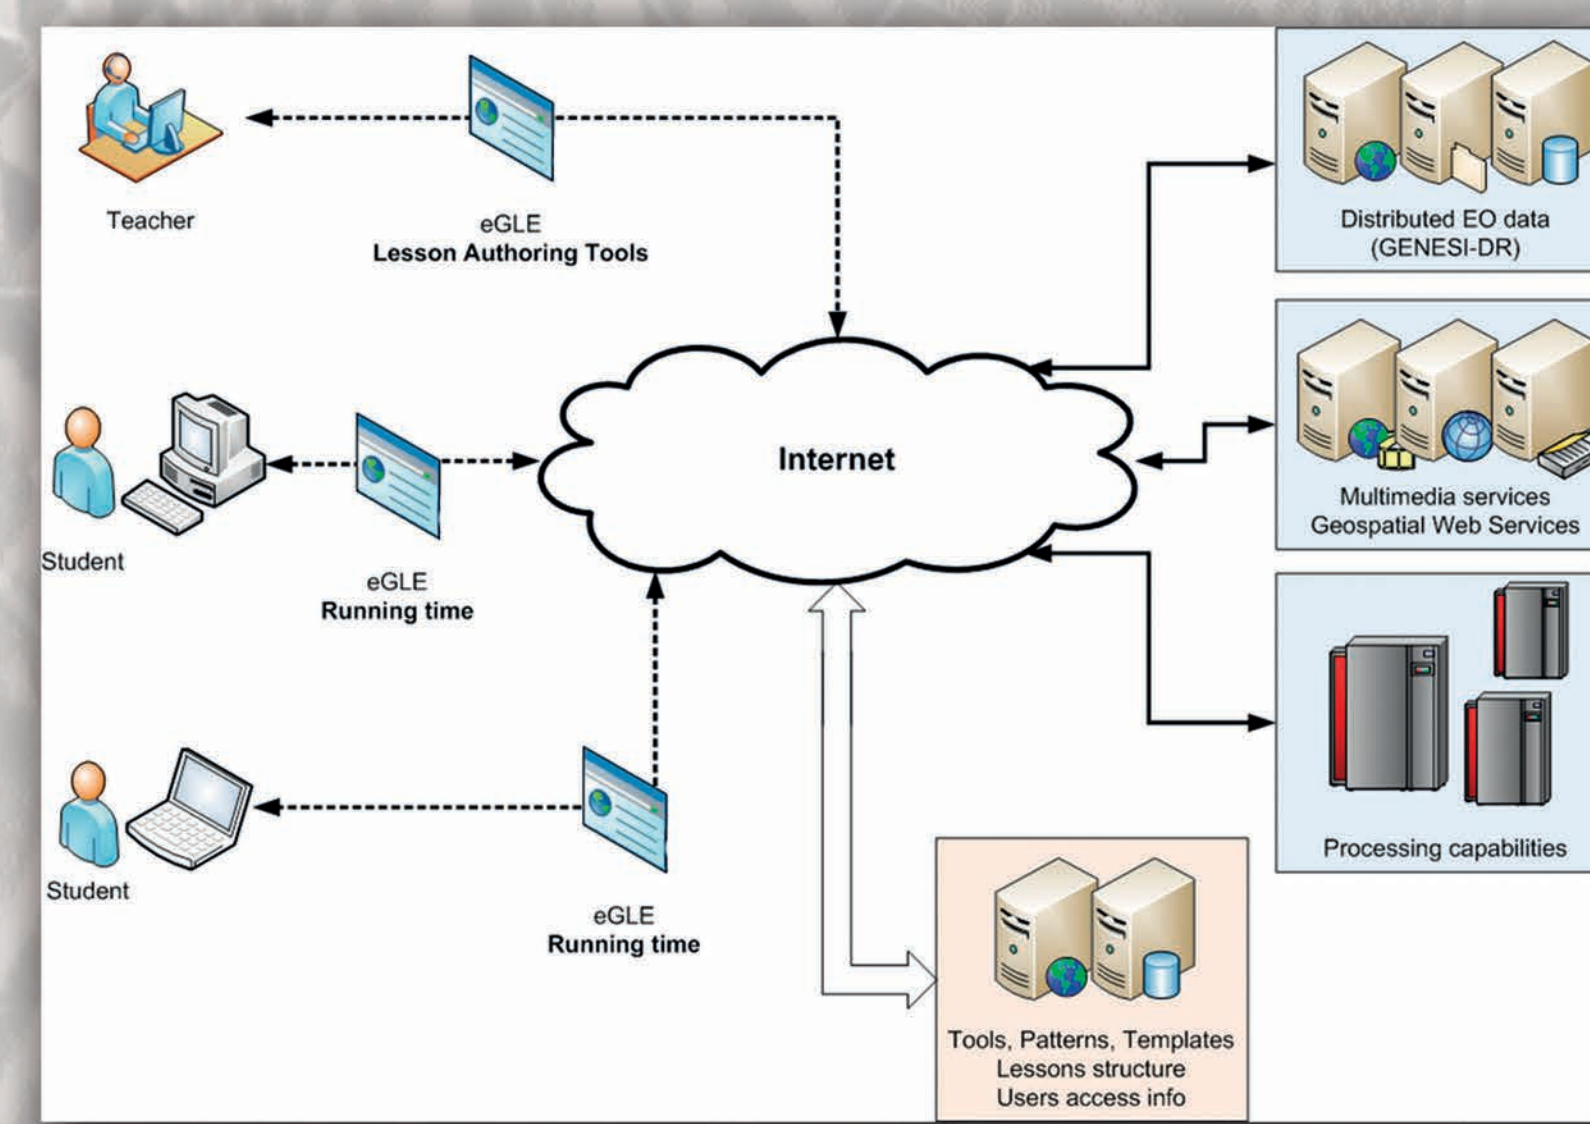 Teacher
eGLE
Lesson Authoring Tools
Distributed EO data
(GENESI-DR)
Internet
Student
eGLE
Running time
Multimedia services
Geospatial Web Services
Student
eGLE
Running time
Processing capabilities
Tools, Patterns, Templates
Lessons structure
Users access info